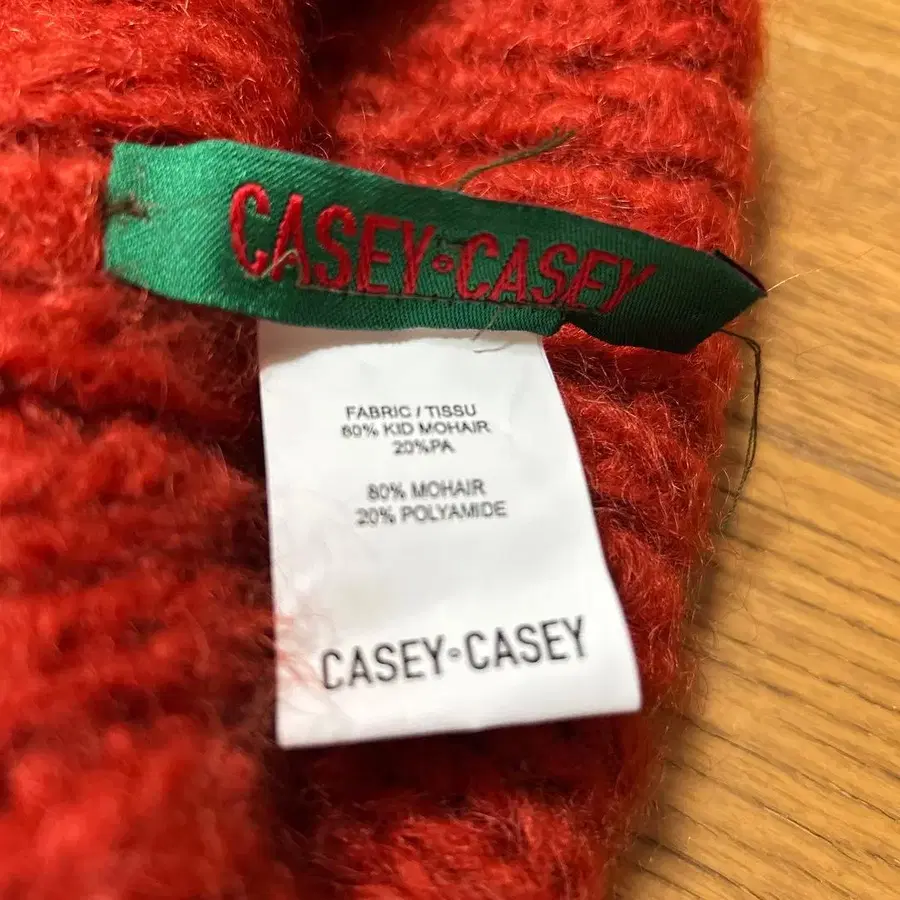 CASEY◦CASEY
FABRIC / TISSU
80% KID MOHAIR
20%PA
80% MOHAIR
20% POLYAMIDE
CASEY◦CASEY